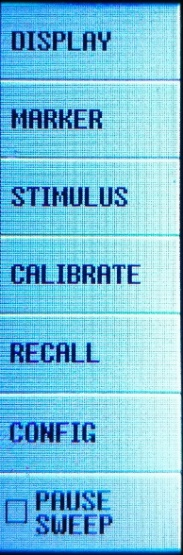 DISPLAY
MARKER
STIMULUS
CALIBRATE
RECALL
CONFIG
PAUSE
SWEEP